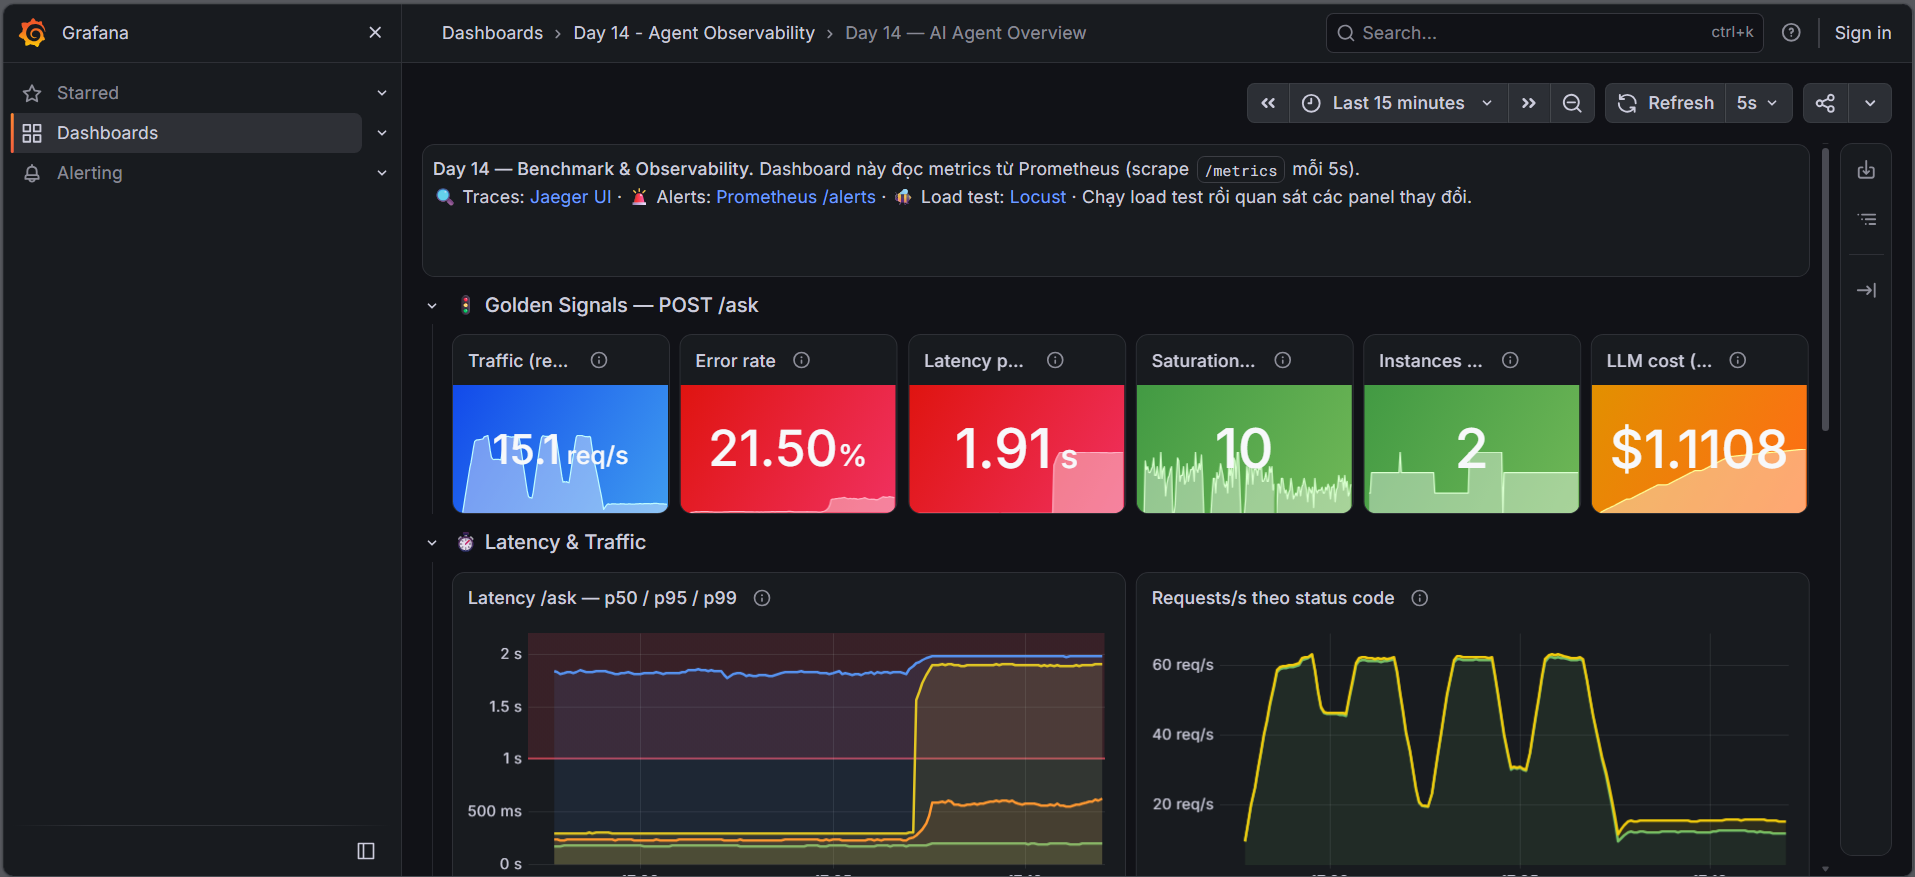 Grafana
Dashboards › Day 14 - Agent Observability › Day 14 — AI Agent Overview
Search...
ctrl+k
Sign in
Starred
Dashboards
Alerting
Last 15 minutes
Refresh
5s
Day 14 — Benchmark & Observability. Dashboard này đọc metrics từ Prometheus (scrape /metrics mỗi 5s).
Traces: Jaeger UI · Alerts: Prometheus /alerts · Load test: Locust · Chạy load test rồi quan sát các panel thay đổi.
Golden Signals — POST /ask
Traffic (re...
Error rate
Latency p...
Saturation...
Instances ...
LLM cost (...
15.1 req/s
21.50%
1.91 s
10
2
$1.1108
Latency & Traffic
Latency /ask — p50 / p95 / p99
2 s
1.5 s
1 s
500 ms
0 s
Requests/s theo status code
60 req/s
40 req/s
20 req/s